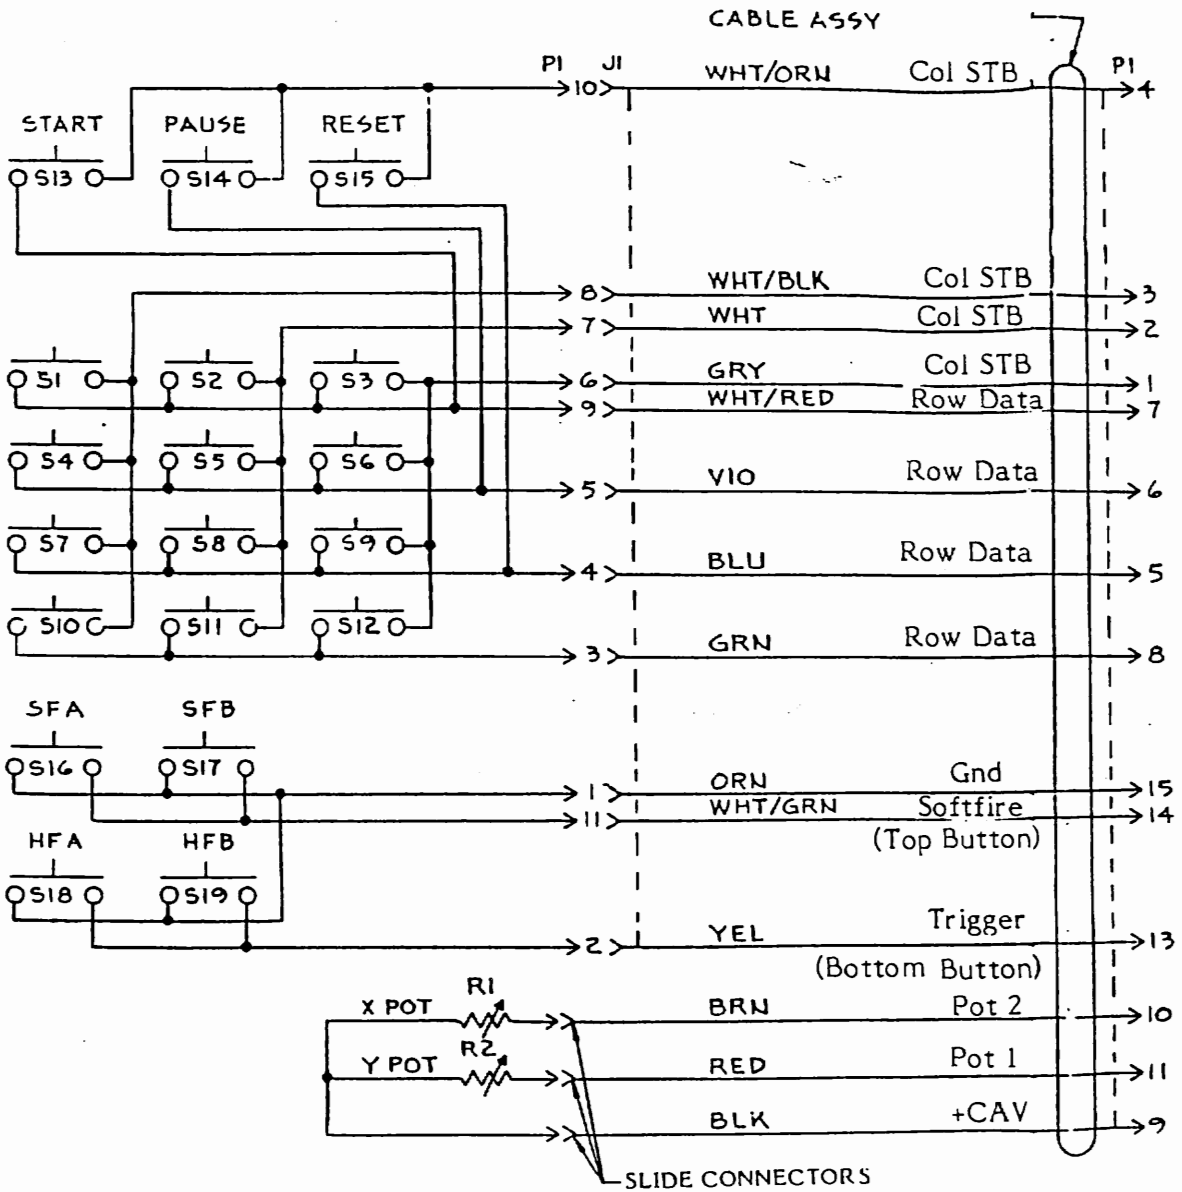 CABLE ASSY
P1 J1 P1
10 WHT/ORN Col STB 4
START PAUSE RESET
S13 S14 S15
8 WHT/BLK Col STB 3
7 WHT Col STB 2
S1 S2 S3
6 GRY Col STB 1
9 WHT/RED Row Data 7
S4 S5 S6
5 VIO Row Data 6
S7 S8 S9
4 BLU Row Data 5
S10 S11 S12
3 GRN Row Data 8
SFA SFB
S16 S17
1 ORN Gnd 15
11 WHT/GRN Softfire 14
(Top Button)
HFA HFB
S18 S19
2 YEL Trigger 13
(Bottom Button)
X POT R1 BRN Pot 2 10
Y POT R2 RED Pot 1 11
BLK +CAV 9
SLIDE CONNECTORS